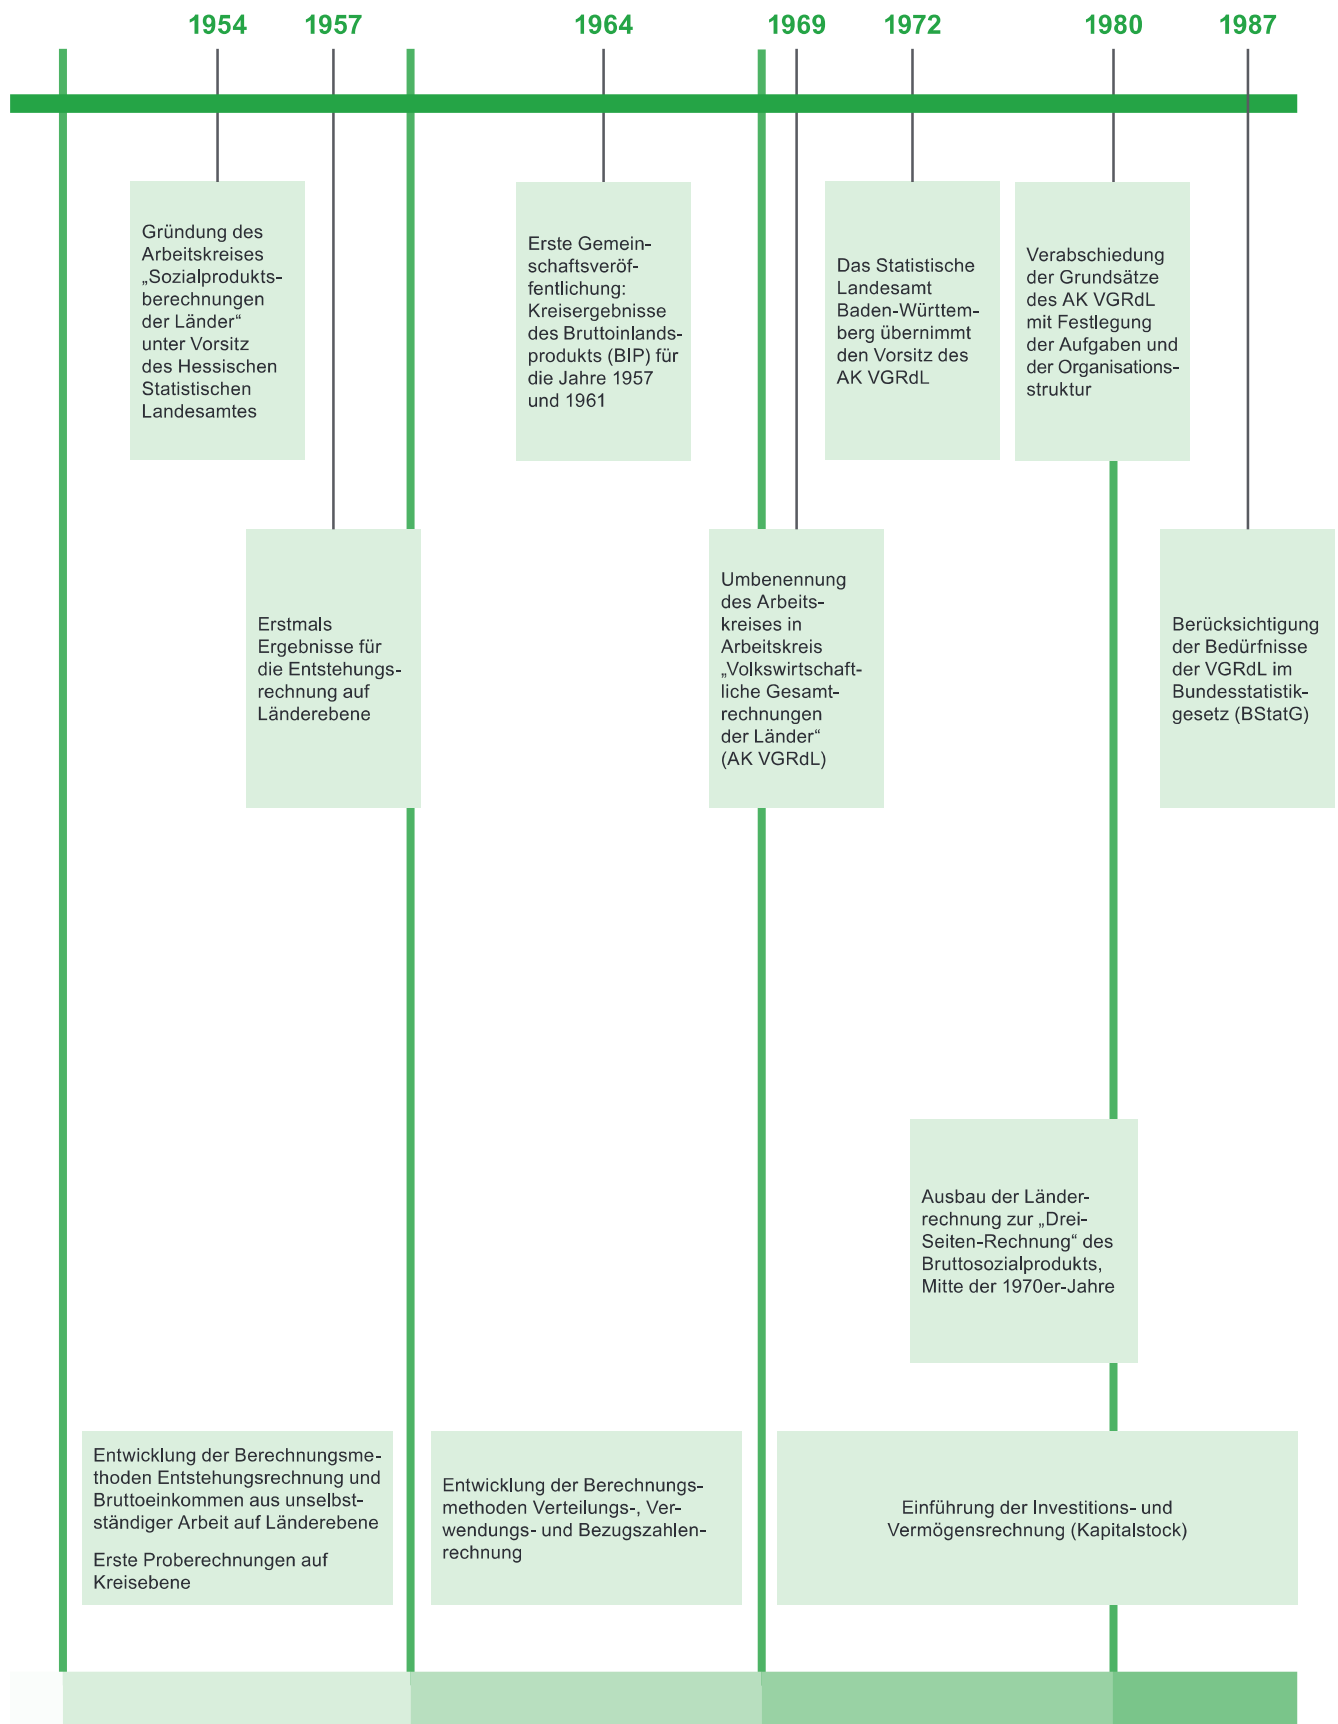 1954 1957 1964 1969 1972 1980 1987
Gründung des
Arbeitskreises
„Sozialprodukts-
berechnungen
der Länder“
unter Vorsitz
des Hessischen
Statistischen
Landesamtes
Erste Gemein-
schaftsveröf-
fentlichung:
Kreisergebnisse
des Bruttoinlands-
produkts (BIP) für
die Jahre 1957
und 1961
Das Statistische
Landesamt
Baden-Württem-
berg übernimmt
den Vorsitz des
AK VGRdL
Verabschiedung
der Grundsätze
des AK VGRdL
mit Festlegung
der Aufgaben und
der Organisations-
struktur
Erstmals
Ergebnisse für
die Entstehungs-
rechnung auf
Länderebene
Umbenennung
des Arbeits-
kreises in
Arbeitskreis
„Volkswirtschaft-
liche Gesamt-
rechnungen
der Länder“
(AK VGRdL)
Berücksichtigung
der Bedürfnisse
der VGRdL im
Bundesstatistik-
gesetz (BStatG)
Ausbau der Länder-
rechnung zur „Drei-
Seiten-Rechnung“ des
Bruttosozialprodukts,
Mitte der 1970er-Jahre
Entwicklung der Berechnungsme-
thoden Entstehungsrechnung und
Bruttoeinkommen aus unselbst-
ständiger Arbeit auf Länderebene
Erste Proberechnungen auf
Kreisebene
Entwicklung der Berechnungs-
methoden Verteilungs-, Ver-
wendungs- und Bezugszahlen-
rechnung
Einführung der Investitions- und
Vermögensrechnung (Kapitalstock)